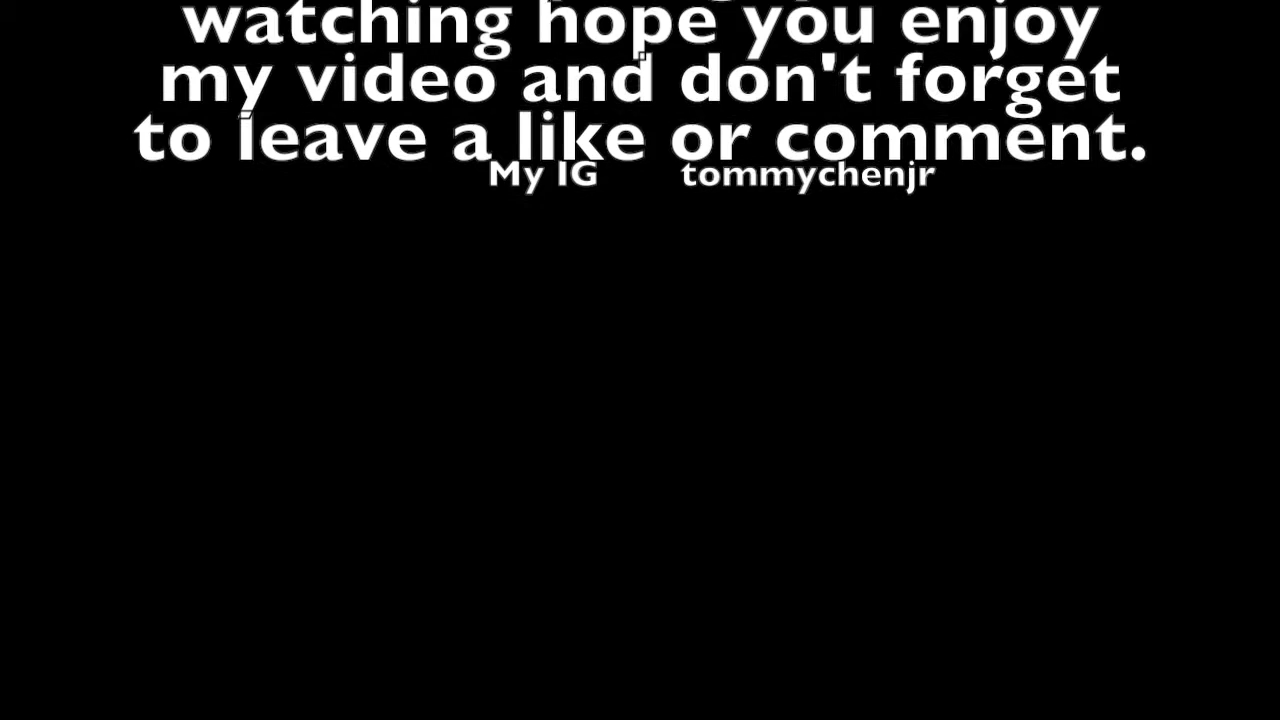 watching hope you enjoy
my video and don't forget
to leave a like or comment.
My IG tommychenjr